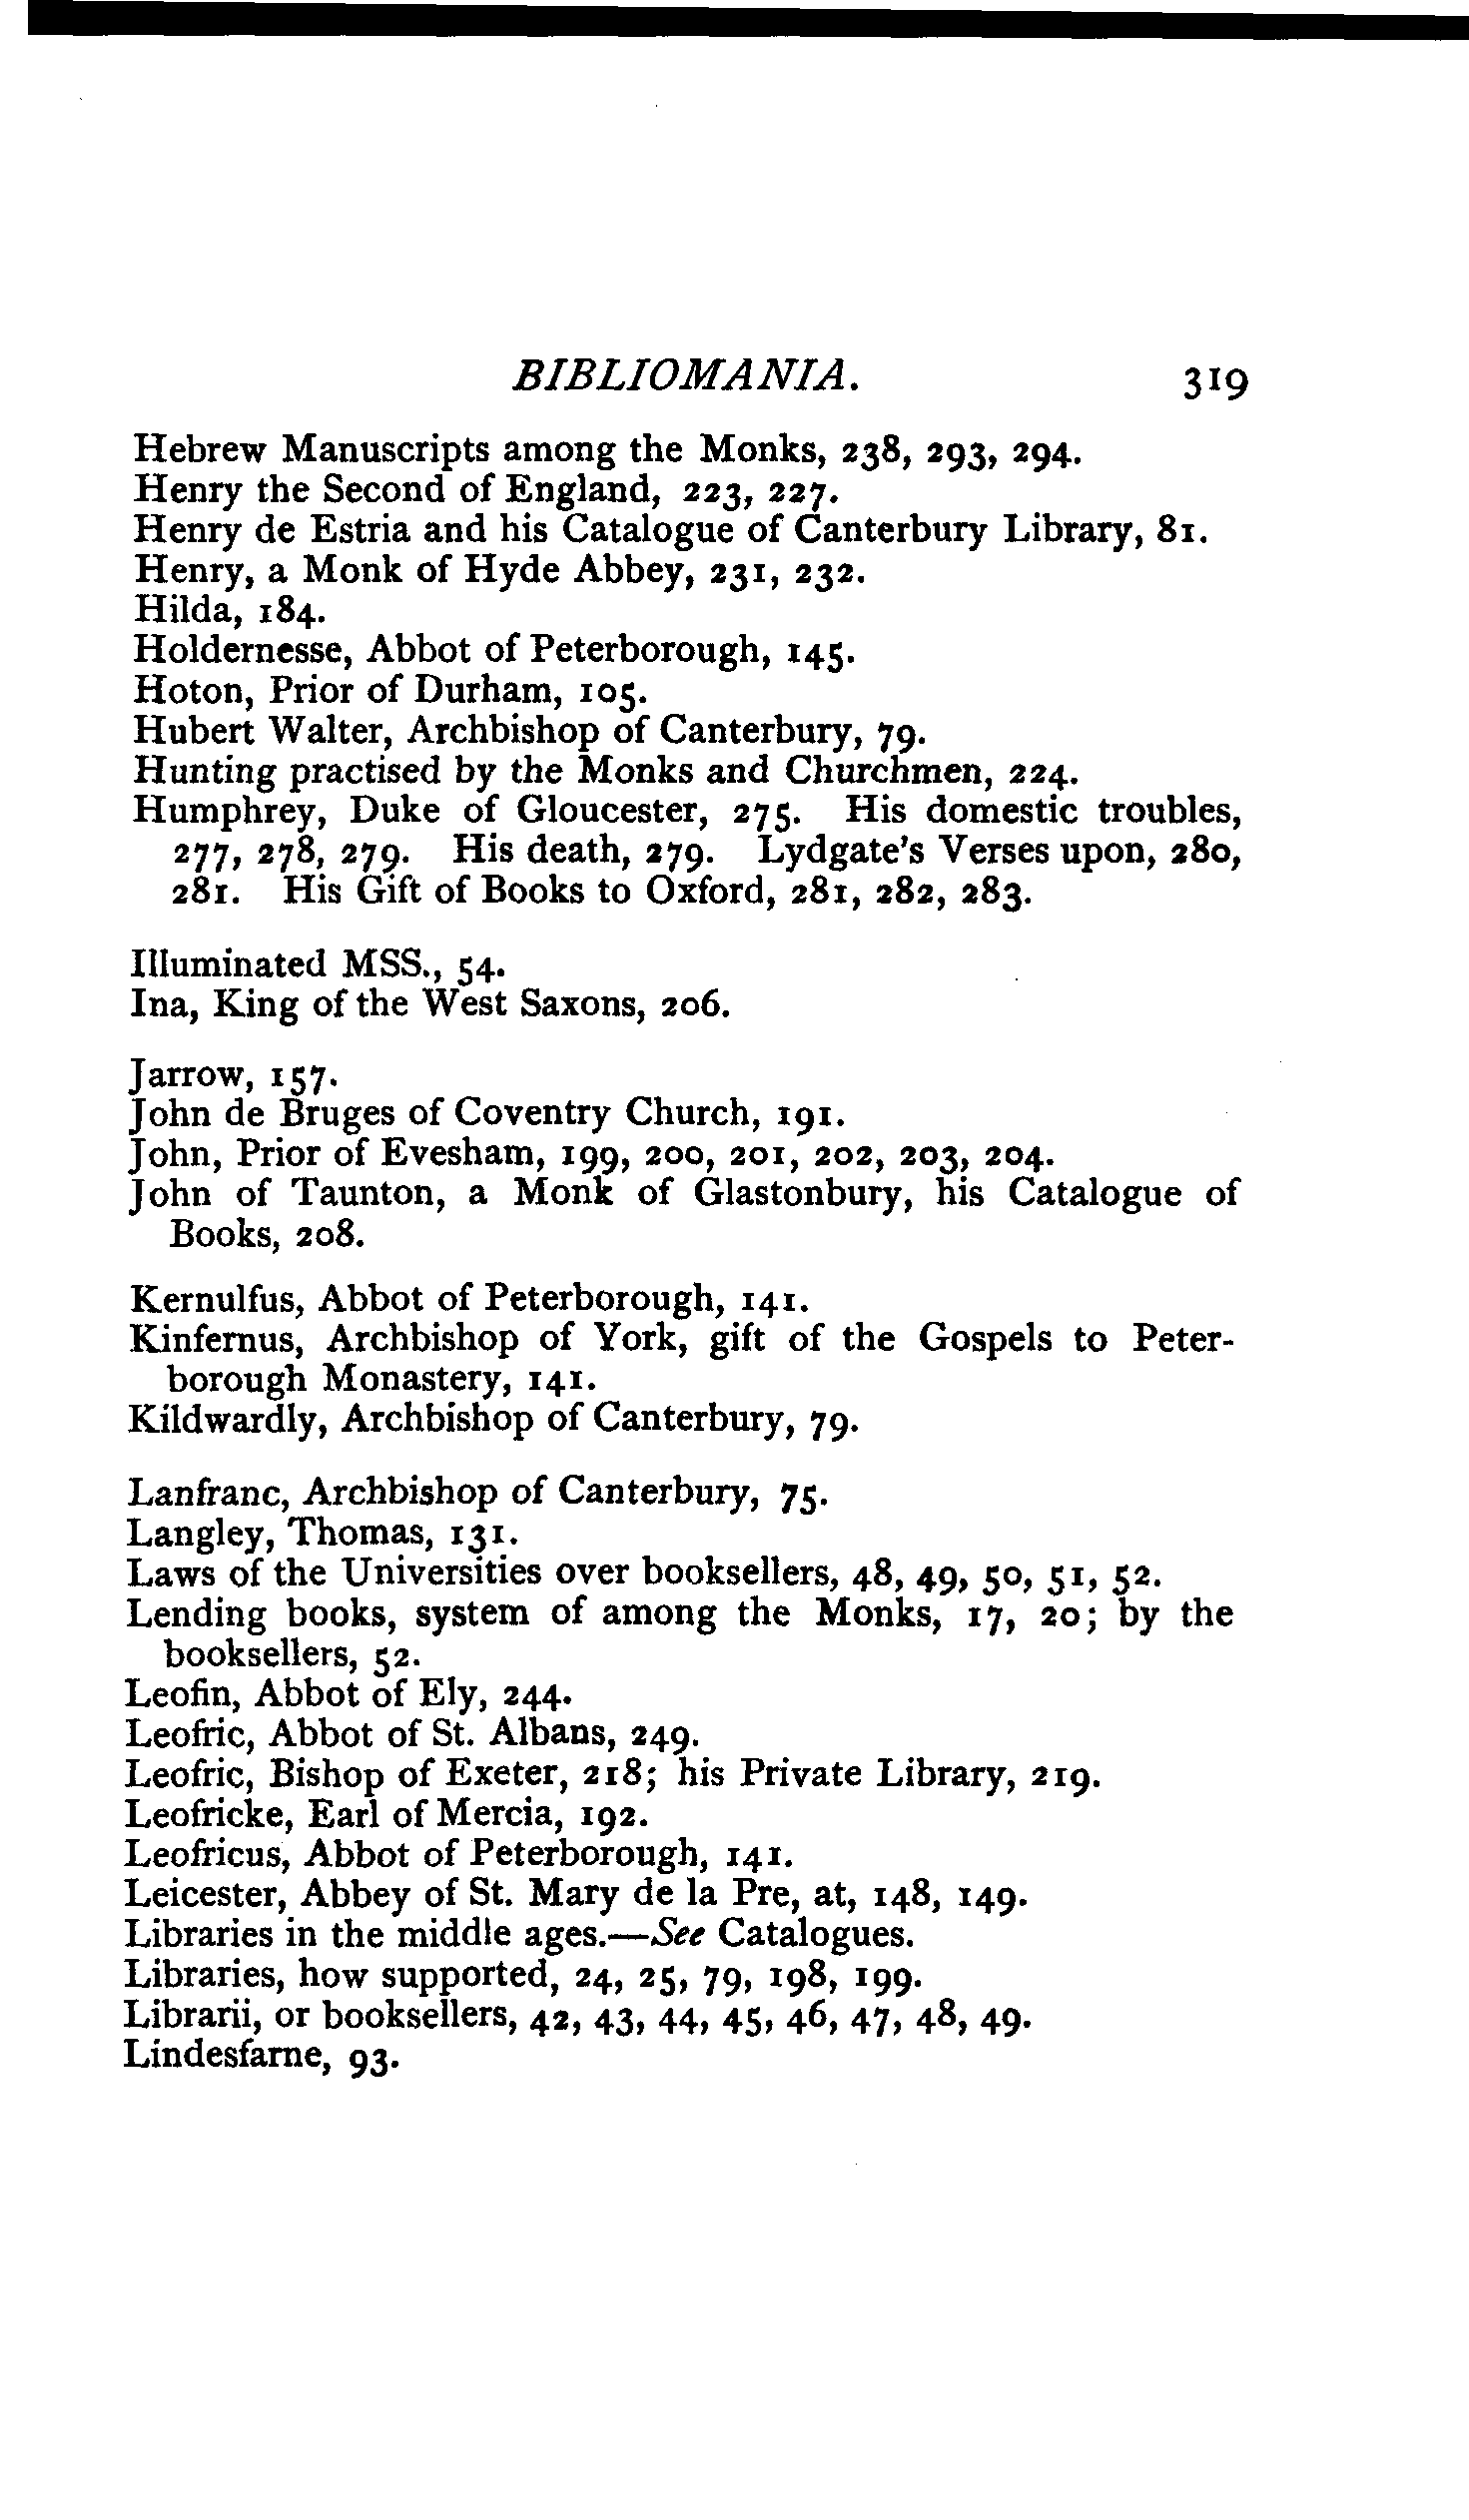 BIBLIOMANIA. 319
Hebrew Manuscripts among the Monks, 238, 293, 294.
Henry the Second of England, 223, 227.
Henry de Estria and his Catalogue of Canterbury Library, 81.
Henry, a Monk of Hyde Abbey, 231, 232.
Hilda, 184.
Holdernesse, Abbot of Peterborough, 145.
Hoton, Prior of Durham, 105.
Hubert Walter, Archbishop of Canterbury, 79.
Hunting practised by the Monks and Churchmen, 224.
Humphrey, Duke of Gloucester, 275. His domestic troubles,
277, 278, 279. His death, 279. Lydgate's Verses upon, 280,
281. His Gift of Books to Oxford, 281, 282, 283.
Illuminated MSS., 54.
Ina, King of the West Saxons, 206.
Jarrow, 157.
John de Bruges of Coventry Church, 191.
John, Prior of Evesham, 199, 200, 201, 202, 203, 204.
John of Taunton, a Monk of Glastonbury, his Catalogue of
Books, 208.
Kernulfus, Abbot of Peterborough, 141.
Kinfernus, Archbishop of York, gift of the Gospels to Peter-
borough Monastery, 141.
Kildwardly, Archbishop of Canterbury, 79.
Lanfranc, Archbishop of Canterbury, 75.
Langley, Thomas, 131.
Laws of the Universities over booksellers, 48, 49, 50, 51, 52.
Lending books, system of among the Monks, 17, 20; by the
booksellers, 52.
Leofin, Abbot of Ely, 244.
Leofric, Abbot of St. Albans, 249.
Leofric, Bishop of Exeter, 218; his Private Library, 219.
Leofricke, Earl of Mercia, 192.
Leofricus, Abbot of Peterborough, 141.
Leicester, Abbey of St. Mary de la Pre, at, 148, 149.
Libraries in the middle ages.—See Catalogues.
Libraries, how supported, 24, 25, 79, 198, 199.
Librarii, or booksellers, 42, 43, 44, 45, 46, 47, 48, 49.
Lindesfarne, 93.